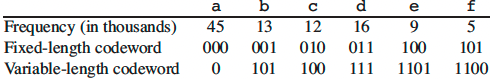 a b c d e f
Frequency (in thousands) 45 13 12 16 9 5
Fixed-length codeword 000 001 010 011 100 101
Variable-length codeword 0 101 100 111 1101 1100